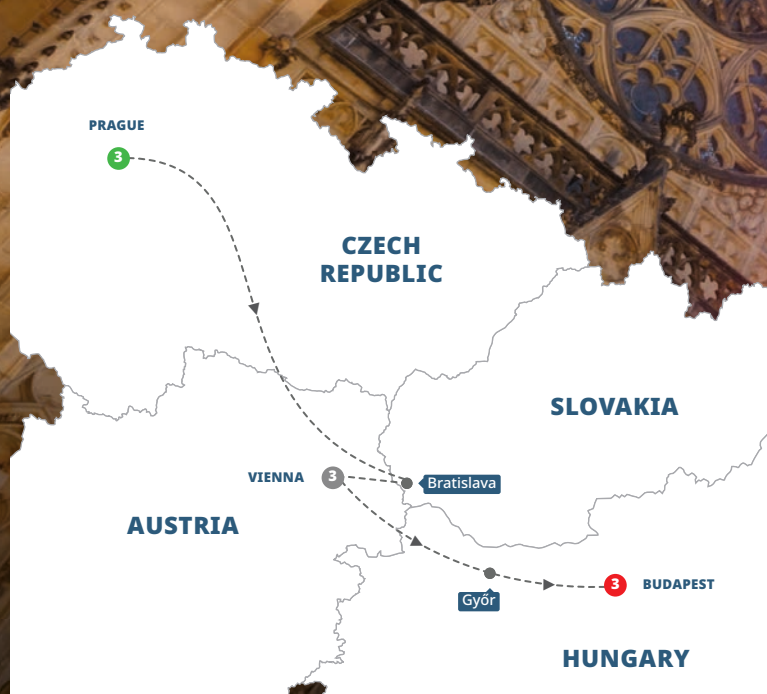 PRAGUE
3
CZECH
REPUBLIC
SLOVAKIA
VIENNA
3
Bratislava
AUSTRIA
3
BUDAPEST
Győr
HUNGARY